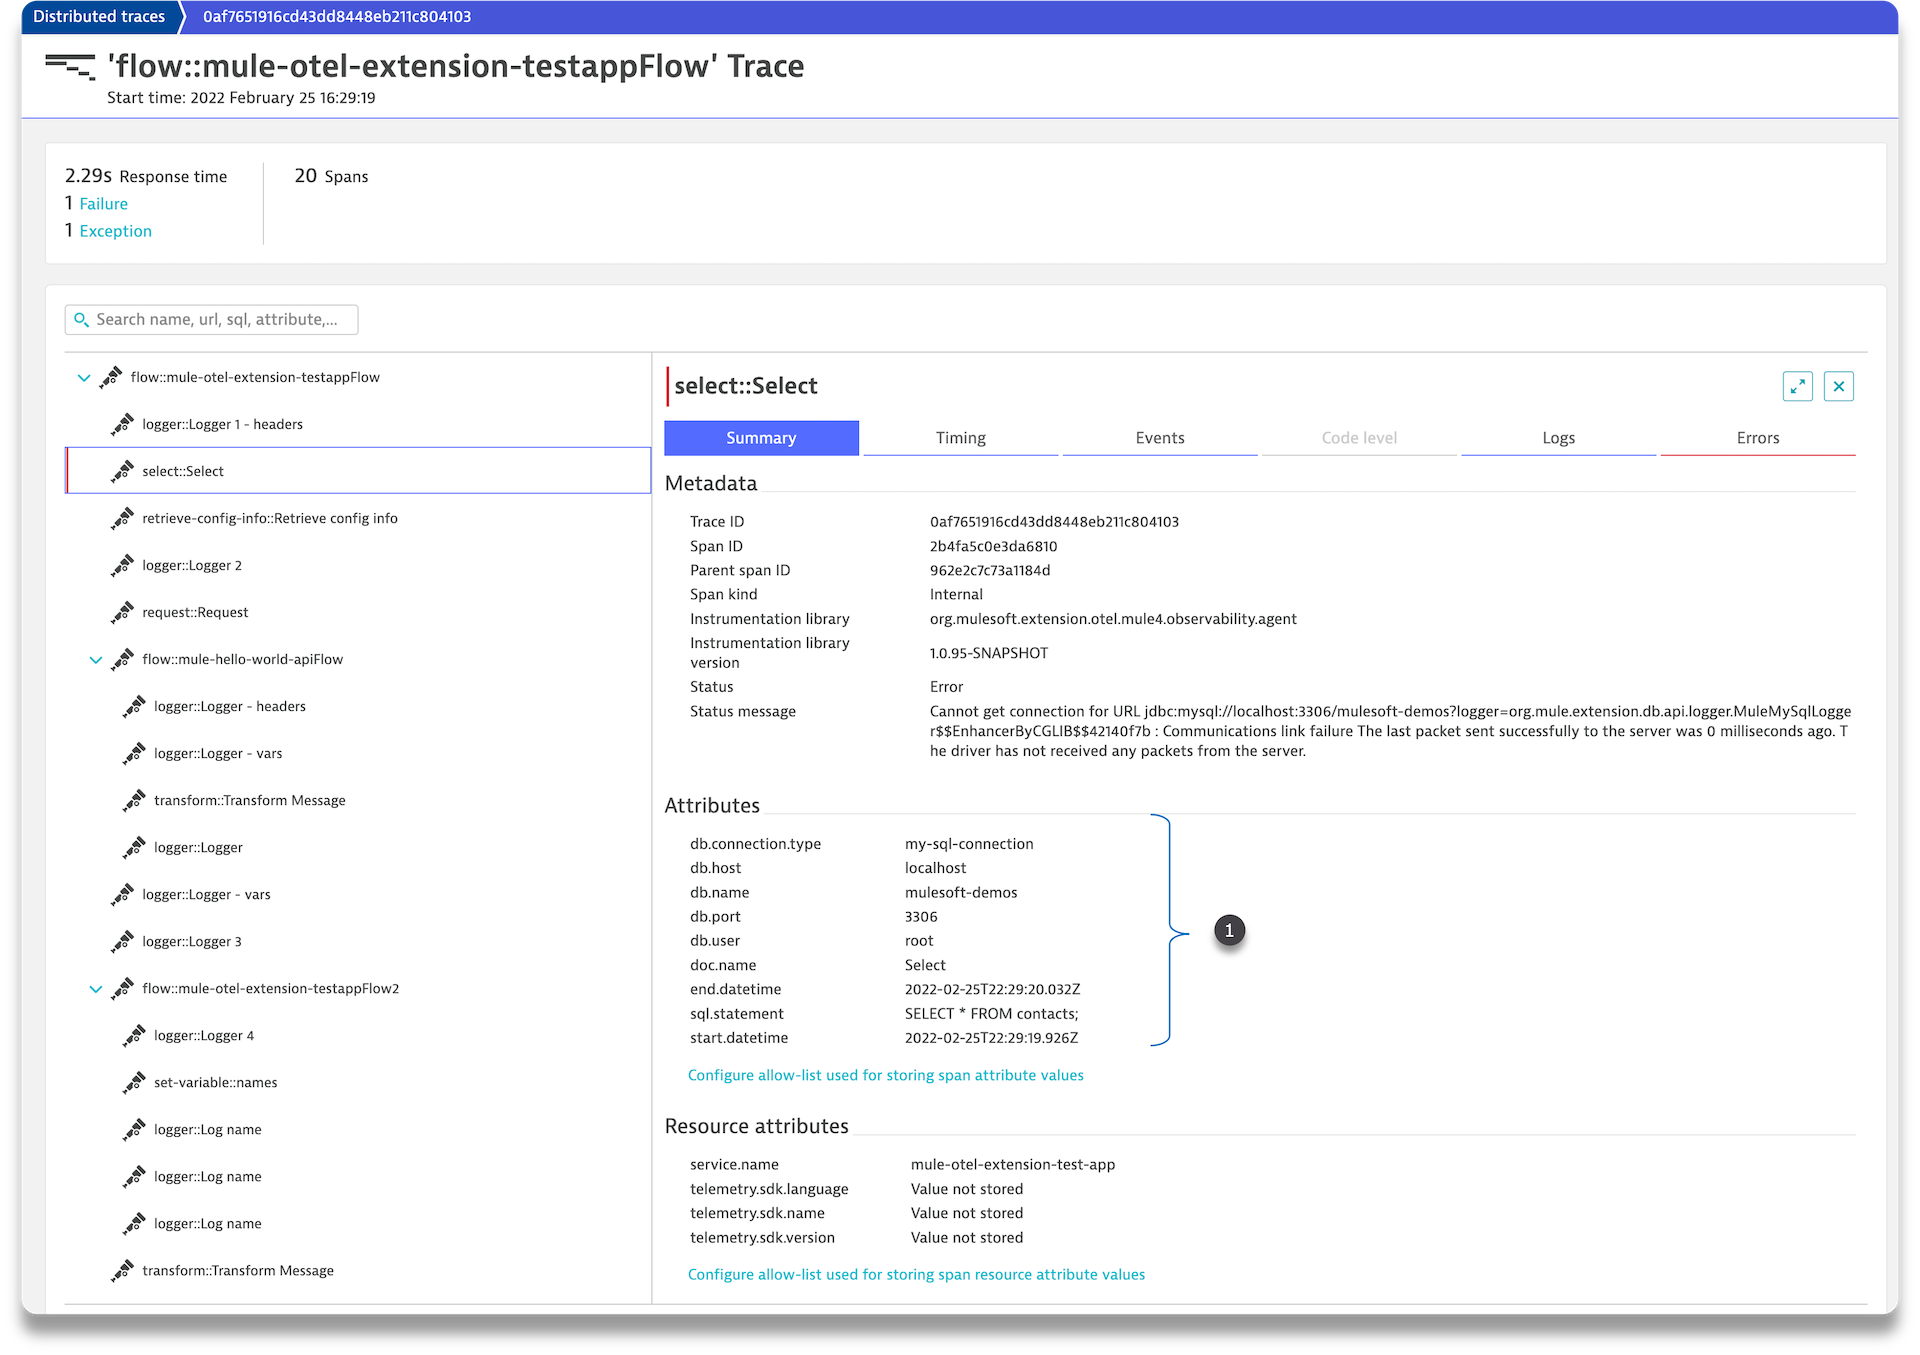 Distributed traces
0af7651916cd43dd8448eb211c804103
'flow::mule-otel-extension-testappFlow' Trace
Start time: 2022 February 25 16:29:19
2.29s Response time
20 Spans
1 Failure
1 Exception
Search name, url, sql, attribute,...
flow::mule-otel-extension-testappFlow
logger::Logger 1 - headers
select::Select
retrieve-config-info::Retrieve config info
logger::Logger 2
request::Request
flow::mule-hello-world-apiFlow
logger::Logger - headers
logger::Logger - vars
transform::Transform Message
logger::Logger
logger::Logger - vars
logger::Logger 3
flow::mule-otel-extension-testappFlow2
logger::Logger 4
set-variable::names
logger::Log name
logger::Log name
logger::Log name
transform::Transform Message
select::Select
Summary
Timing
Events
Code level
Logs
Errors
Metadata
Trace ID 0af7651916cd43dd8448eb211c804103
Span ID 2b4fa5c0e3da6810
Parent span ID 962e2c7c73a1184d
Span kind Internal
Instrumentation library org.mulesoft.extension.otel.mule4.observability.agent
Instrumentation library
version 1.0.95-SNAPSHOT
Status Error
Status message Cannot get connection for URL jdbc:mysql://localhost:3306/mulesoft-demos?logger=org.mule.extension.db.api.logger.MuleMySqlLogge
r$$EnhancerByCGLIB$$42140f7b : Communications link failure The last packet sent successfully to the server was 0 milliseconds ago. T
he driver has not received any packets from the server.
Attributes
db.connection.type my-sql-connection
db.host localhost
db.name mulesoft-demos
db.port 3306
db.user root
doc.name Select
end.datetime 2022-02-25T22:29:20.032Z
sql.statement SELECT * FROM contacts;
start.datetime 2022-02-25T22:29:19.926Z
1
Configure allow-list used for storing span attribute values
Resource attributes
service.name mule-otel-extension-test-app
telemetry.sdk.language Value not stored
telemetry.sdk.name Value not stored
telemetry.sdk.version Value not stored
Configure allow-list used for storing span resource attribute values